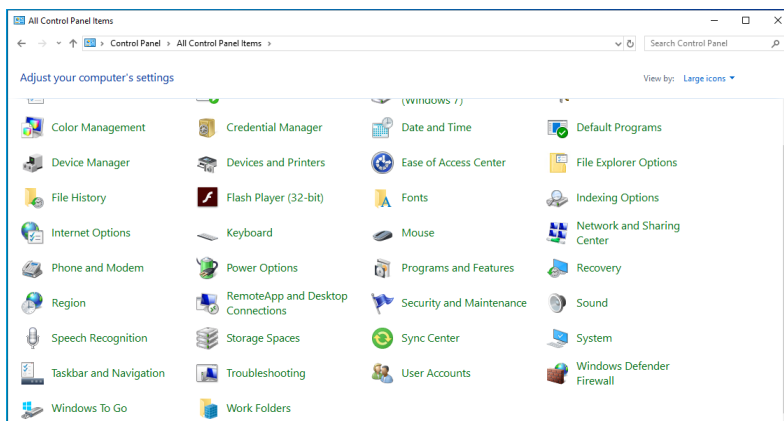 All Control Panel Items
Control Panel > All Control Panel Items >
Search Control Panel
Adjust your computer's settings
View by: Large icons
(Windows 7)
Color Management
Credential Manager
Date and Time
Default Programs
Device Manager
Devices and Printers
Ease of Access Center
File Explorer Options
File History
Flash Player (32-bit)
Fonts
Indexing Options
Internet Options
Keyboard
Mouse
Network and Sharing
Center
Phone and Modem
Power Options
Programs and Features
Recovery
Region
RemoteApp and Desktop
Connections
Security and Maintenance
Sound
Speech Recognition
Storage Spaces
Sync Center
System
Taskbar and Navigation
Troubleshooting
User Accounts
Windows Defender
Firewall
Windows To Go
Work Folders